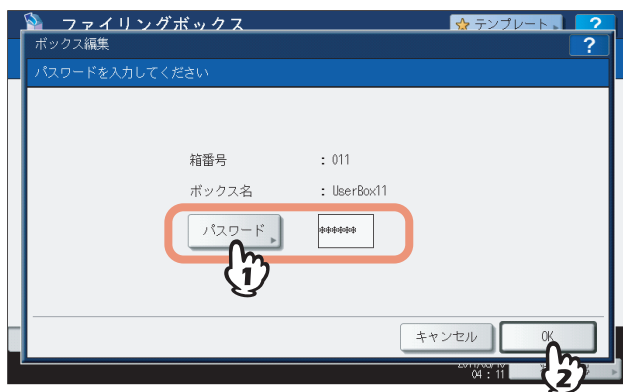 ファイリングボックス
テンプレート
?
ボックス編集
?
パスワードを入力してください
箱番号 : 011
ボックス名 : UserBox11
パスワード ******
1
キャンセル
OK
2
04 : 11